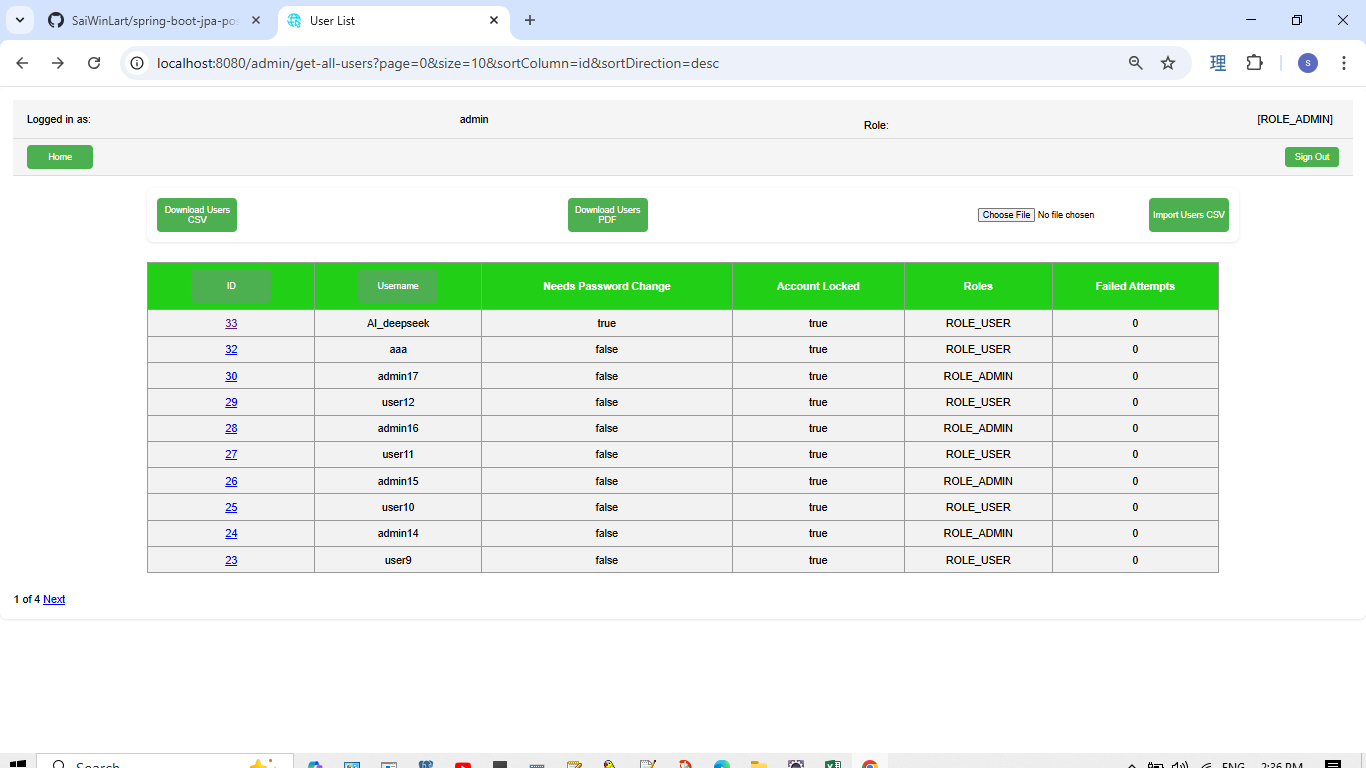 SaiWinLart/spring-boot-jpa-pos
User List
localhost:8080/admin/get-all-users?page=0&size=10&sortColumn=id&sortDirection=desc
理
S
Logged in as: admin Role: [ROLE_ADMIN]
Home Sign Out
Download Users CSV Download Users PDF Choose File No file chosen Import Users CSV
ID Username Needs Password Change Account Locked Roles Failed Attempts
33 AI_deepseek true true ROLE_USER 0
32 aaa false true ROLE_USER 0
30 admin17 false true ROLE_ADMIN 0
29 user12 false true ROLE_USER 0
28 admin16 false true ROLE_ADMIN 0
27 user11 false true ROLE_USER 0
26 admin15 false true ROLE_ADMIN 0
25 user10 false true ROLE_USER 0
24 admin14 false true ROLE_ADMIN 0
23 user9 false true ROLE_USER 0
1 of 4 Next
Search ENG 2:36 PM